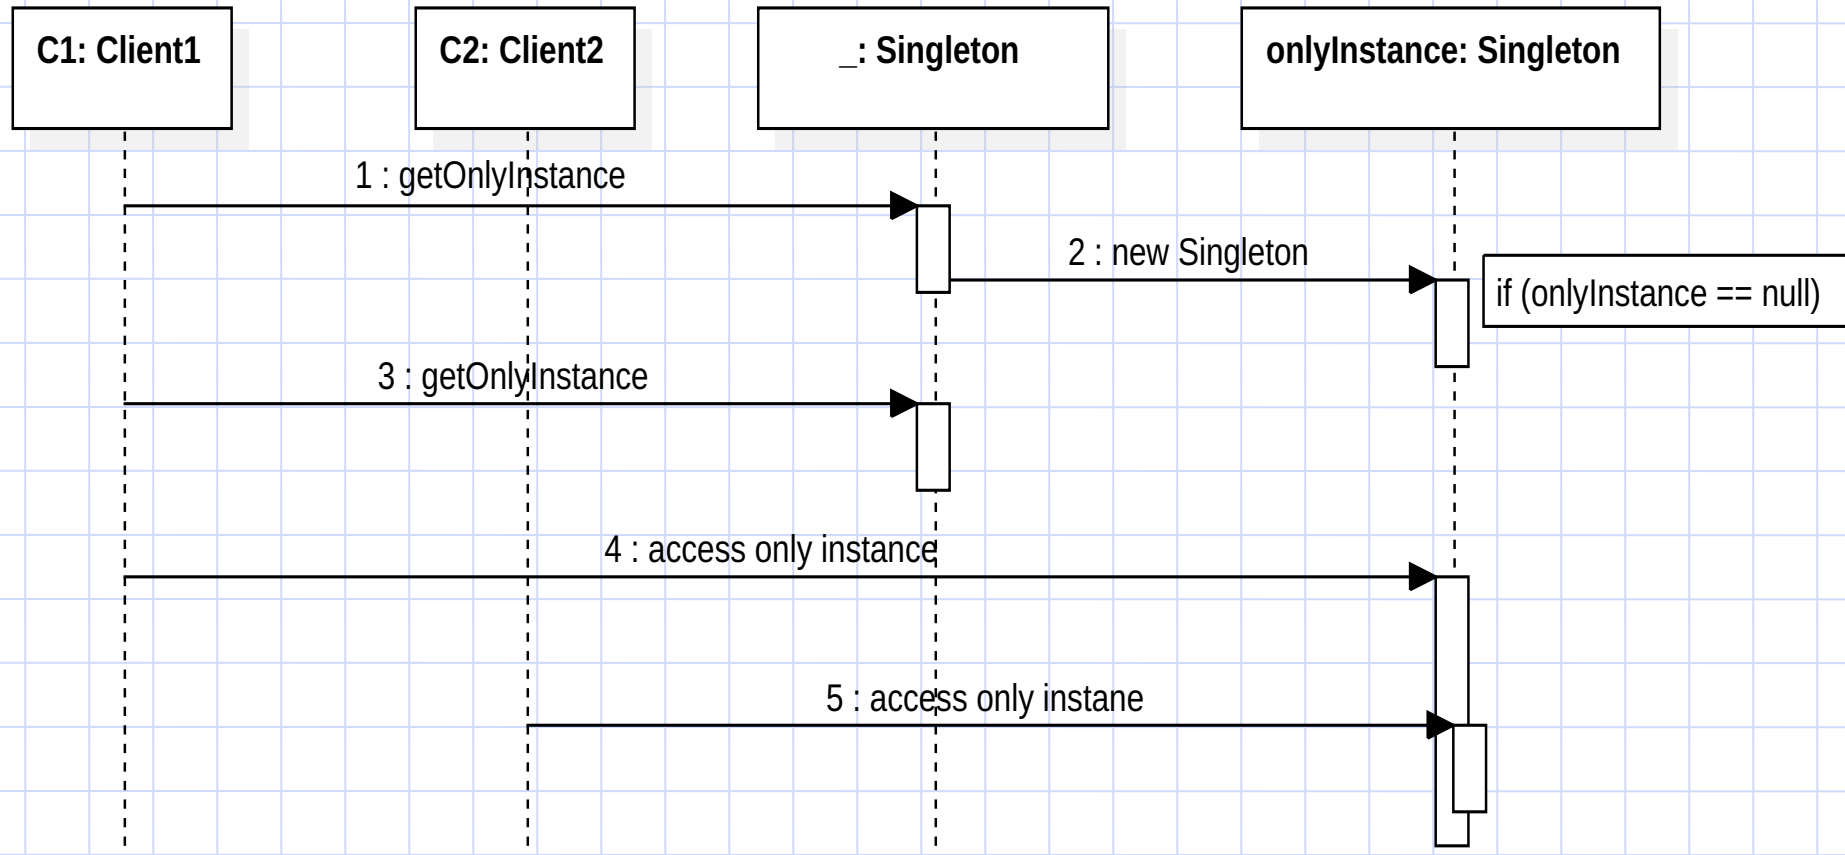 C1: Client1
C2: Client2
_: Singleton
onlyInstance: Singleton
1 : getOnlyInstance
2 : new Singleton
if (onlyInstance == null)
3 : getOnlyInstance
4 : access only instance
5 : access only instane